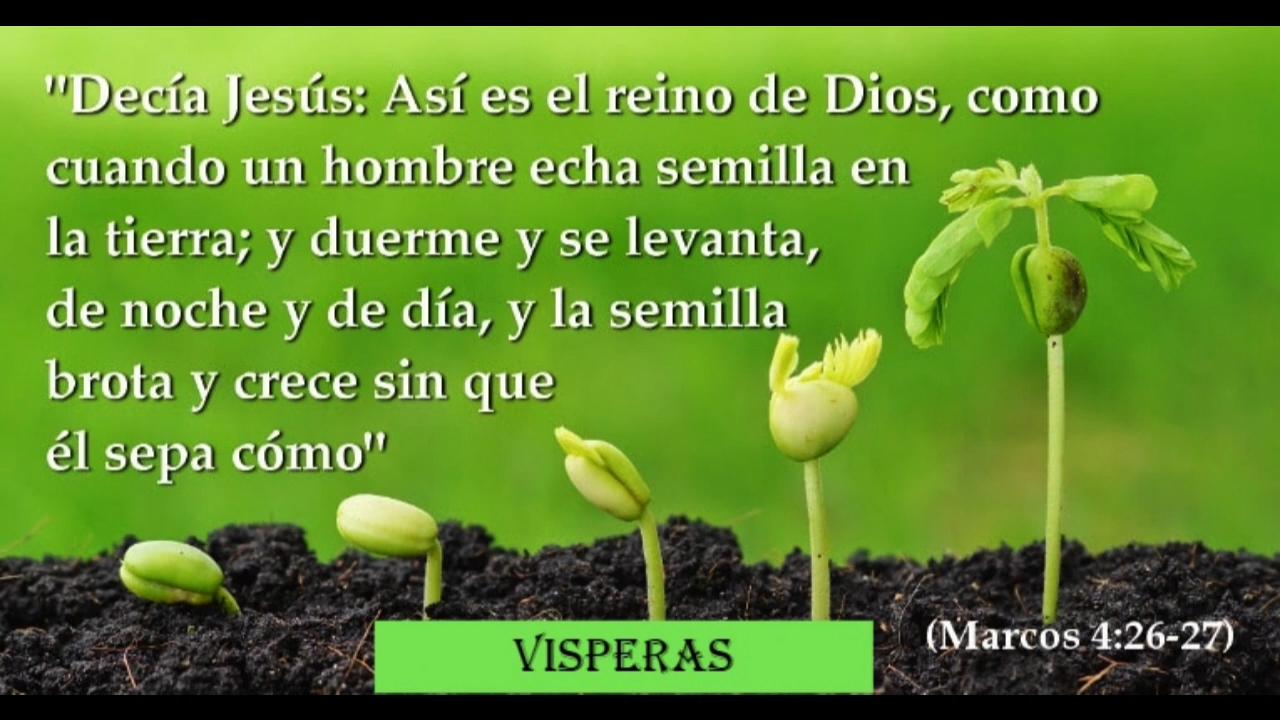 "Decía Jesús: Así es el reino de Dios, como
cuando un hombre echa semilla en
la tierra; y duerme y se levanta,
de noche y de día, y la semilla
brota y crece sin que
él sepa cómo"
(Marcos 4:26-27)
VISPERAS